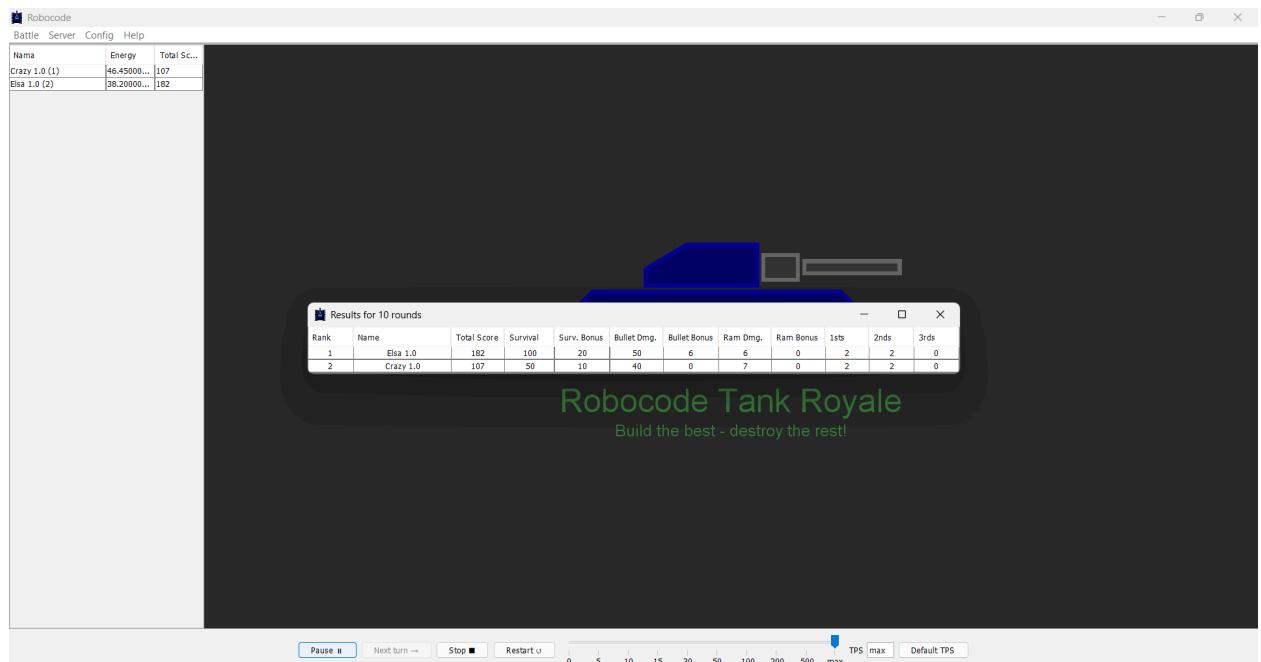 Robocode
Battle Server Config Help
Name Energy Total Sc...
Crazy 1.0 (1) 46.45000... 107
Elsa 1.0 (2) 38.20000... 182
Results for 10 rounds
Rank Name Total Score Survival Surv. Bonus Bullet Dmg. Bullet Bonus Ram Dmg. Ram Bonus 1sts 2nds 3rds
1 Elsa 1.0 182 100 20 50 6 6 0 2 2 0
2 Crazy 1.0 107 50 10 40 0 7 0 2 2 0
Robocode Tank Royale
Build the best - destroy the rest!
Pause Next turn → Stop Restart ↺ TPS max Default TPS
0 5 10 15 30 50 100 200 500 max